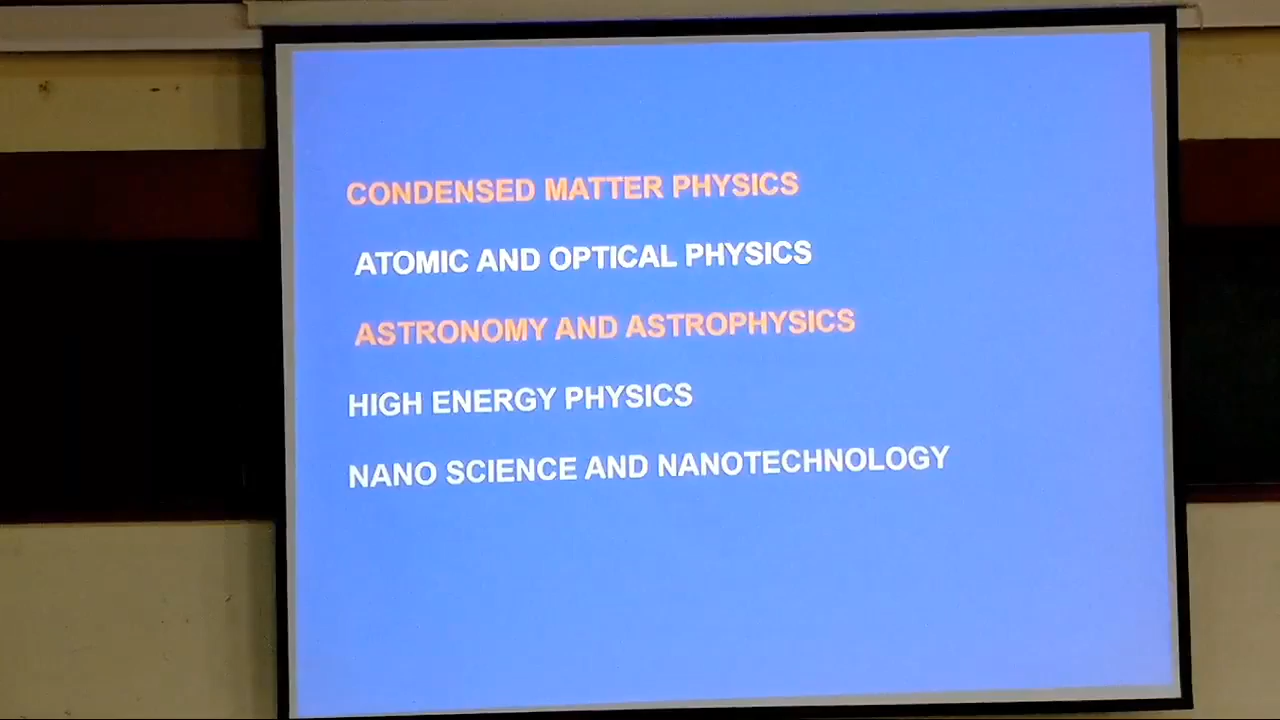 CONDENSED MATTER PHYSICS
ATOMIC AND OPTICAL PHYSICS
ASTRONOMY AND ASTROPHYSICS
HIGH ENERGY PHYSICS
NANO SCIENCE AND NANOTECHNOLOGY